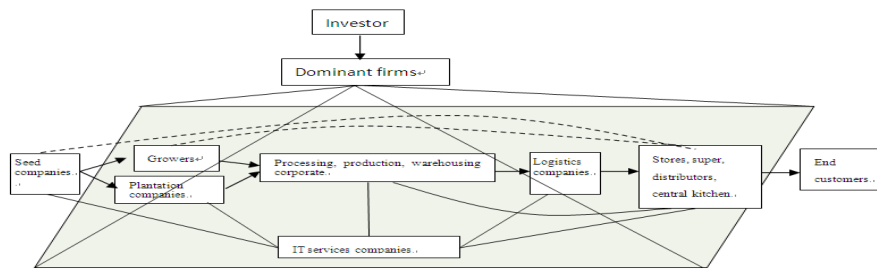 Investor
Dominant firms
Seed
companies..
Growers
Plantation
companies..
Processing, production, warehousing
corporate..
Logistics
companies..
Stores, super,
distributors,
central kitchen..
End
customers..
IT services companies..